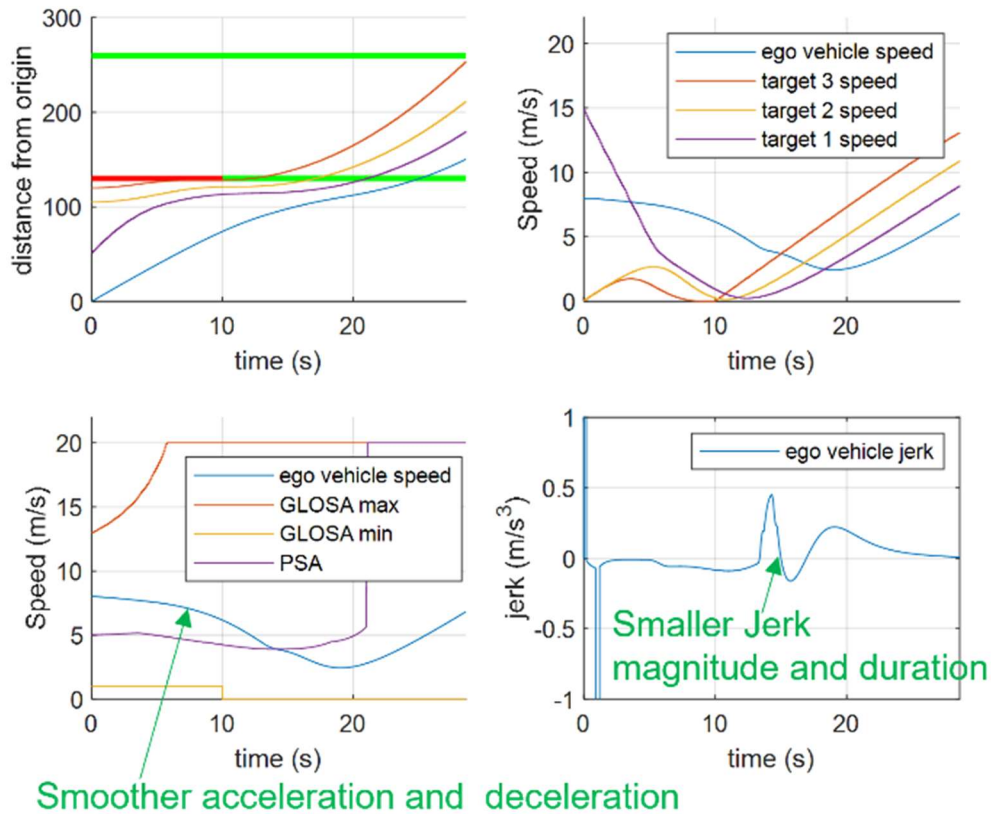 300
200
100
0
0
10
20
distance from origin
time (s)
20
15
10
5
0
0
10
20
Speed (m/s)
time (s)
ego vehicle speed
target 3 speed
target 2 speed
target 1 speed
20
15
10
5
0
0
10
20
Speed (m/s)
time (s)
ego vehicle speed
GLOSA max
GLOSA min
PSA
1
0.5
0
-0.5
-1
0
10
20
jerk (m/s³)
time (s)
ego vehicle jerk
Smaller Jerk
magnitude and duration
Smoother acceleration and deceleration